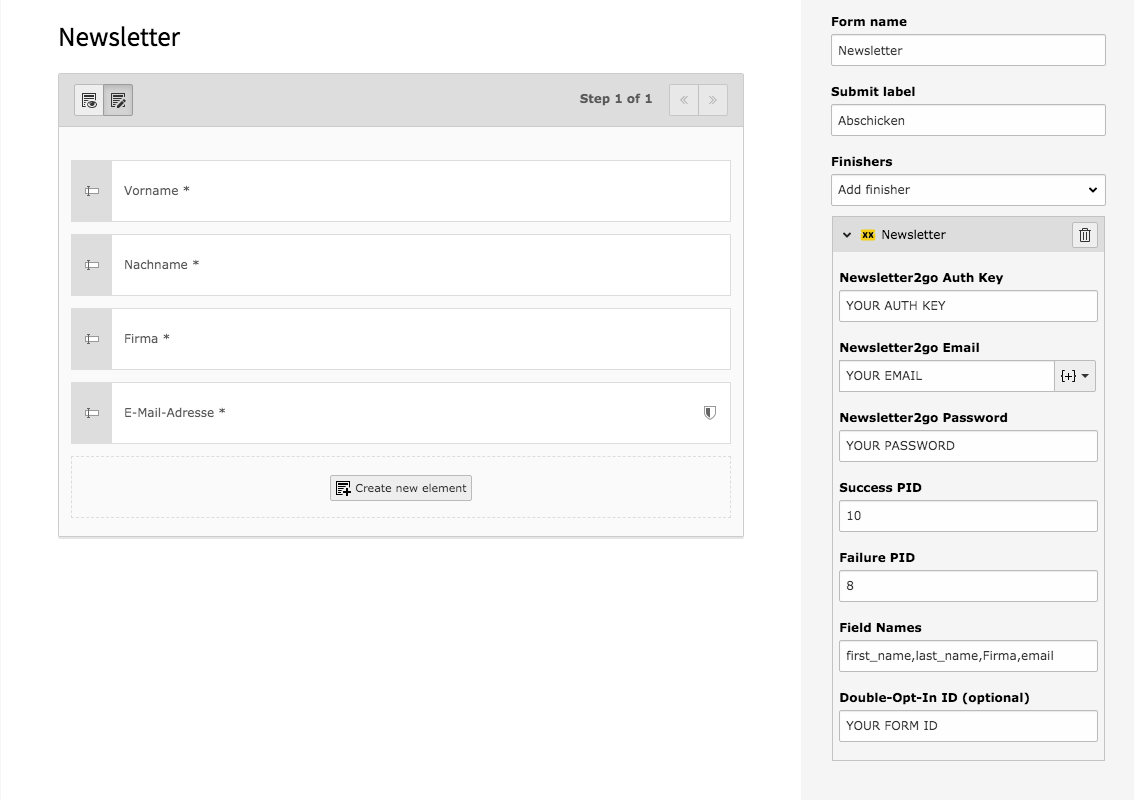 Newsletter
Step 1 of 1
«
»
Vorname *
Nachname *
Firma *
E-Mail-Adresse *
Create new element
Form name
Newsletter
Submit label
Abschicken
Finishers
Add finisher
xx Newsletter
Newsletter2go Auth Key
YOUR AUTH KEY
Newsletter2go Email
YOUR EMAIL
{+}
Newsletter2go Password
YOUR PASSWORD
Success PID
10
Failure PID
8
Field Names
first_name,last_name,Firma,email
Double-Opt-In ID (optional)
YOUR FORM ID